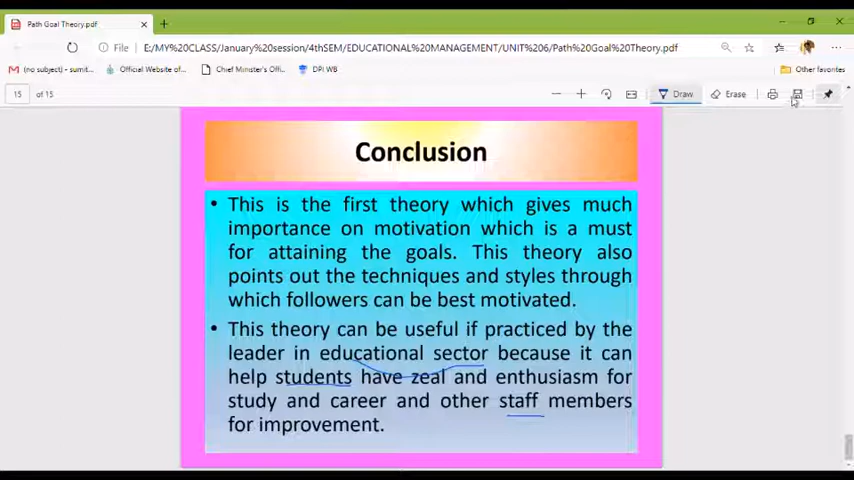 Path Goal Theory.pdf
File
E:/MY%20CLASS/January%20session/4thSEM/EDUCATIONAL%20MANAGEMENT/UNIT%206/Path%20Goal%20Theory.pdf
(no subject) - sumit... Official Website of... Chief Minister's Offi... DPI WB Other favorites
15 of 15 Draw Erase
Conclusion
• This is the first theory which gives much
importance on motivation which is a must
for attaining the goals. This theory also
points out the techniques and styles through
which followers can be best motivated.
• This theory can be useful if practiced by the
leader in educational sector because it can
help students have zeal and enthusiasm for
study and career and other staff members
for improvement.